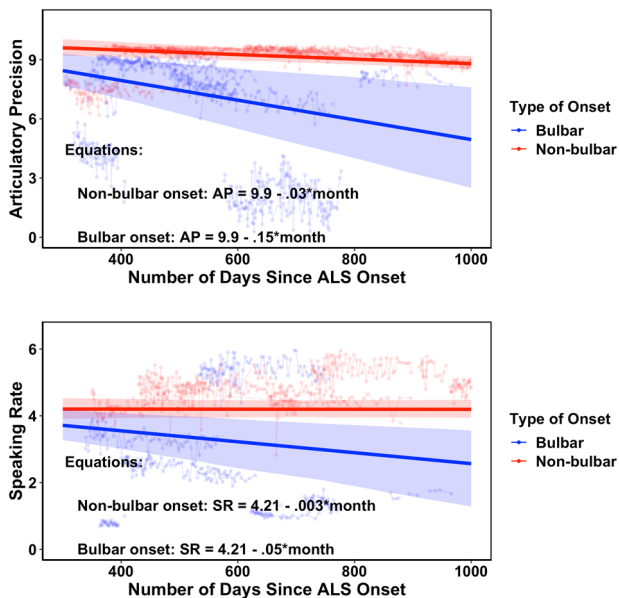 Articulatory Precision
9
6
3
0
Equations:
Non-bulbar onset: AP = 9.9 - .03*month
Bulbar onset: AP = 9.9 - .15*month
400 600 800 1000
Number of Days Since ALS Onset
Type of Onset
Bulbar
Non-bulbar
Speaking Rate
6
4
2
0
Equations:
Non-bulbar onset: SR = 4.21 - .003*month
Bulbar onset: SR = 4.21 - .05*month
400 600 800 1000
Number of Days Since ALS Onset
Type of Onset
Bulbar
Non-bulbar